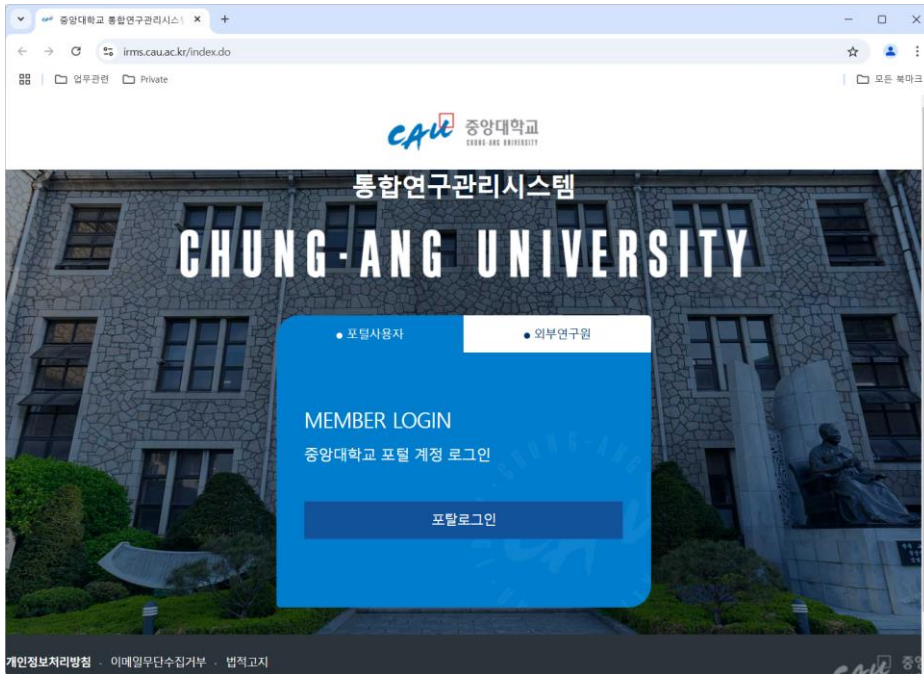 중앙대학교 통합연구관리시스
irms.cau.ac.kr/index.do
업무관련 Private 모든 북마크
CAU 중앙대학교
CHUNG-ANG UNIVERSITY
통합연구관리시스템
CHUNG-ANG UNIVERSITY
포털사용자 외부연구원
MEMBER LOGIN
중앙대학교 포털 계정 로그인
포탈로그인
개인정보처리방침 · 이메일무단수집거부 · 법적고지
CAU 중앙